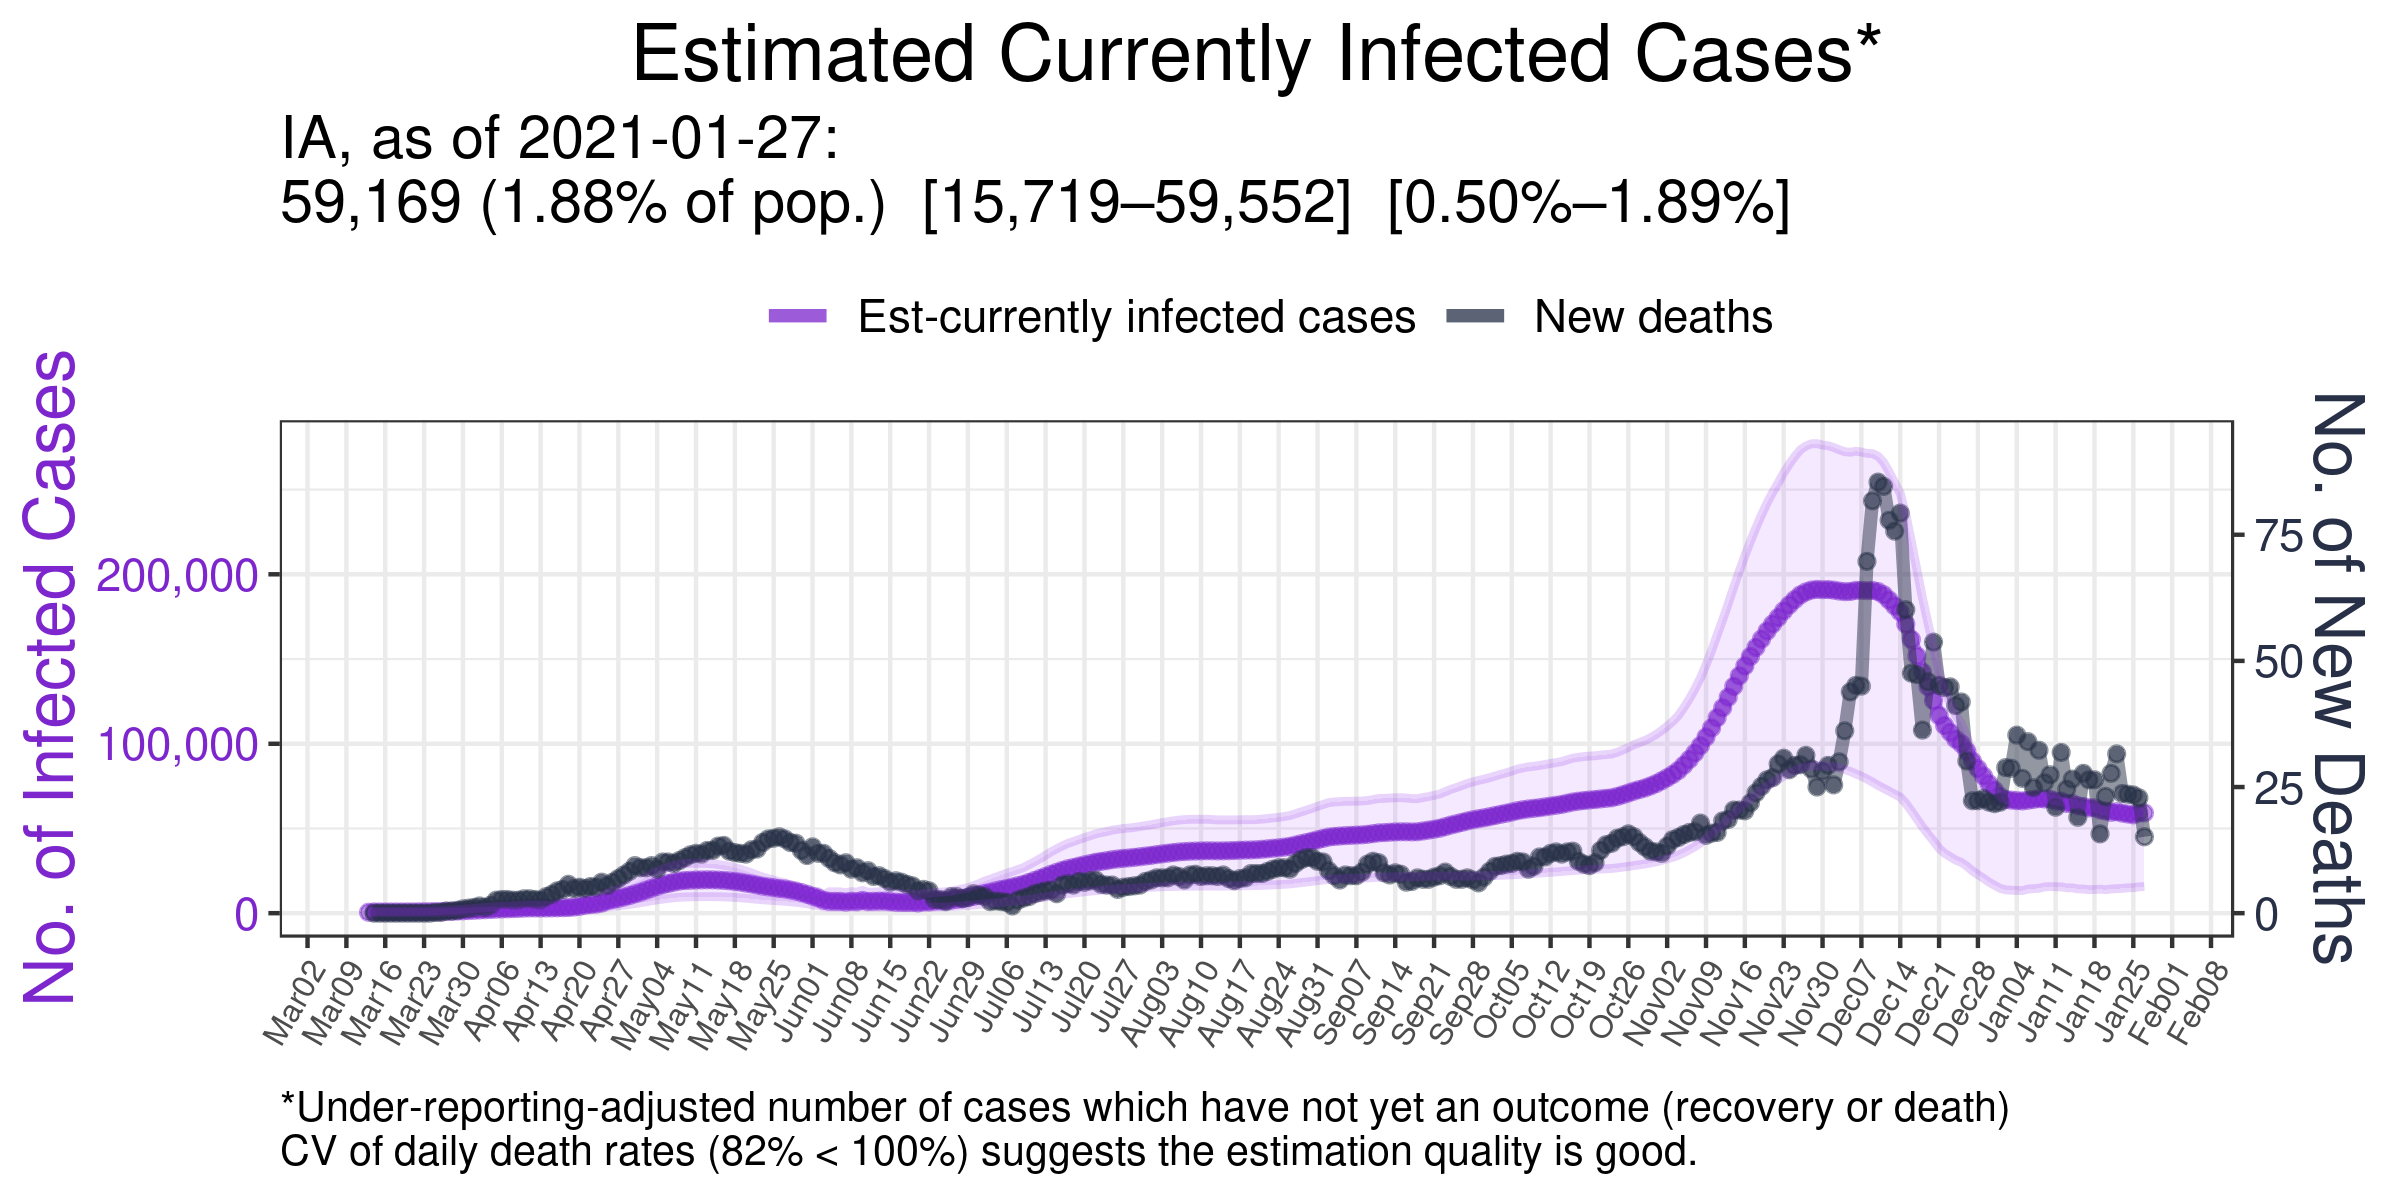 Estimated Currently Infected Cases*
IA, as of 2021-01-27:
59,169 (1.88% of pop.) [15,719–59,552] [0.50%–1.89%]
Est-currently infected cases New deaths
No. of Infected Cases
200,000
100,000
0
75
50
25
0
No. of New Deaths
Mar02 Mar09 Mar16 Mar23 Mar30 Apr06 Apr13 Apr20 Apr27 May04 May11 May18 May25 Jun01 Jun08 Jun15 Jun22 Jun29 Jul06 Jul13 Jul20 Jul27 Aug03 Aug10 Aug17 Aug24 Aug31 Sep07 Sep14 Sep21 Sep28 Oct05 Oct12 Oct19 Oct26 Nov02 Nov09 Nov16 Nov23 Nov30 Dec07 Dec14 Dec21 Dec28 Jan04 Jan11 Jan18 Jan25 Feb01 Feb08
*Under-reporting-adjusted number of cases which have not yet an outcome (recovery or death)
CV of daily death rates (82% < 100%) suggests the estimation quality is good.